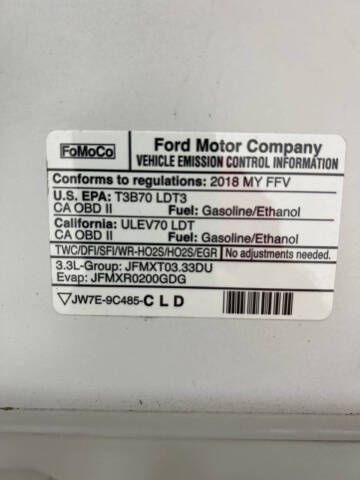 FoMoCo
Ford Motor Company
VEHICLE EMISSION CONTROL INFORMATION
Conforms to regulations: 2018 MY FFV
U.S. EPA: T3B70 LDT3
CA OBD II Fuel: Gasoline/Ethanol
California: ULEV70 LDT
CA OBD II Fuel: Gasoline/Ethanol
TWC/DFI/SFI/WR-HO2S/HO2S/EGR No adjustments needed.
3.3L-Group: JFMXT03.33DU
Evap: JFMXR0200GDG
JW7E-9C485-C L D